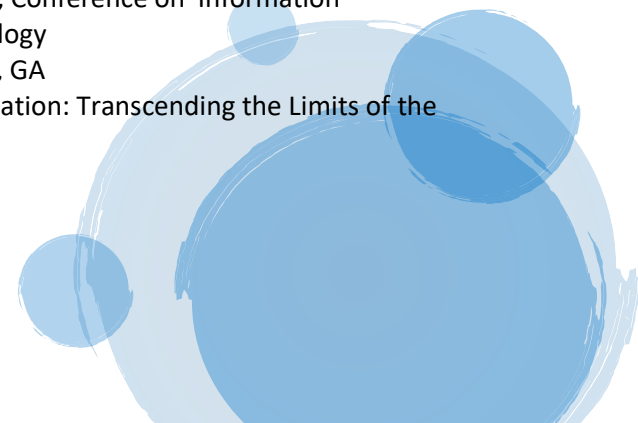 , Conference on Information
logy
, GA
ation: Transcending the Limits of the